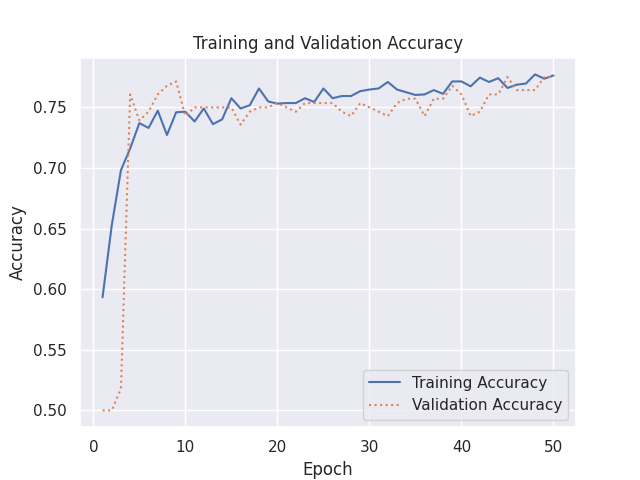 Training and Validation Accuracy
Accuracy
0.75
0.70
0.65
0.60
0.55
0.50
Training Accuracy
Validation Accuracy
0 10 20 30 40 50
Epoch